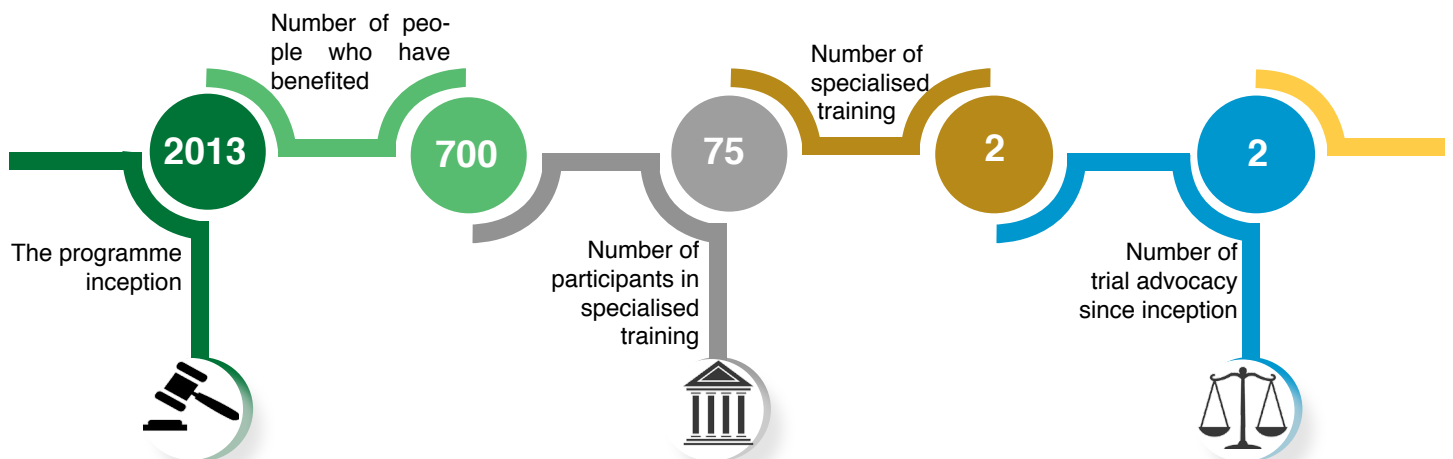 2013
The programme
inception
Number of peo-
ple who have
benefited
700
75
Number of
participants in
specialised
training
Number of
specialised
training
2
2
Number of
trial advocacy
since inception